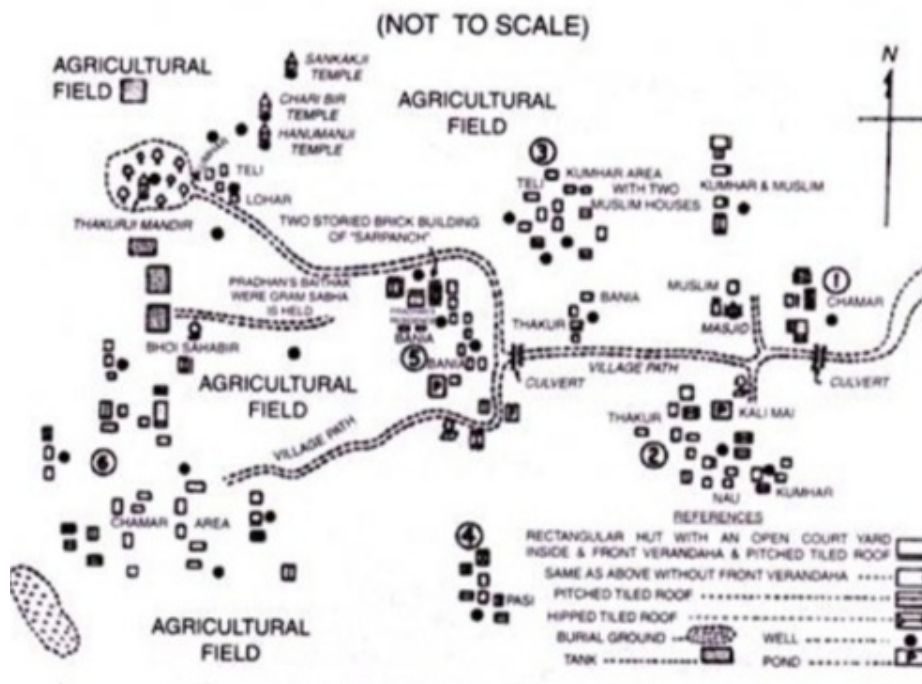 (NOT TO SCALE)
N
SANKAKJI
TEMPLE
AGRICULTURAL
FIELD
CHARI BIR
TEMPLE
HANUMANJI
TEMPLE
AGRICULTURAL
FIELD
TELI
LOHAR
THAKURJI MANDIR
③
TELI
KUMHAR AREA
WITH TWO
MUSLIM HOUSES
KUMHAR & MUSLIM
TWO STORIED BRICK BUILDING
OF "SARPANCH"
PRADHAN'S BAITHAK
WERE GRAM SABHA
IS HELD
BHOI SAHABIR
BANIA
⑤
BANIA
P
THAKUR
BANIA
MUSLIM
MASJID
①
CHAMAR
CULVERT
VILLAGE PATH
CULVERT
AGRICULTURAL
FIELD
VILLAGE PATH
THAKUR
P
KALI MAI
②
NAU
KUMHAR
⑥
CHAMAR AREA
AGRICULTURAL
FIELD
④
PASI
REFERENCES
RECTANGULAR HUT WITH AN OPEN COURT YARD
INSIDE & FRONT VERANDAHA & PITCHED TILED ROOF
SAME AS ABOVE WITHOUT FRONT VERANDAHA
PITCHED TILED ROOF
HIPPED TILED ROOF
BURIAL GROUND
WELL
TANK
POND
P